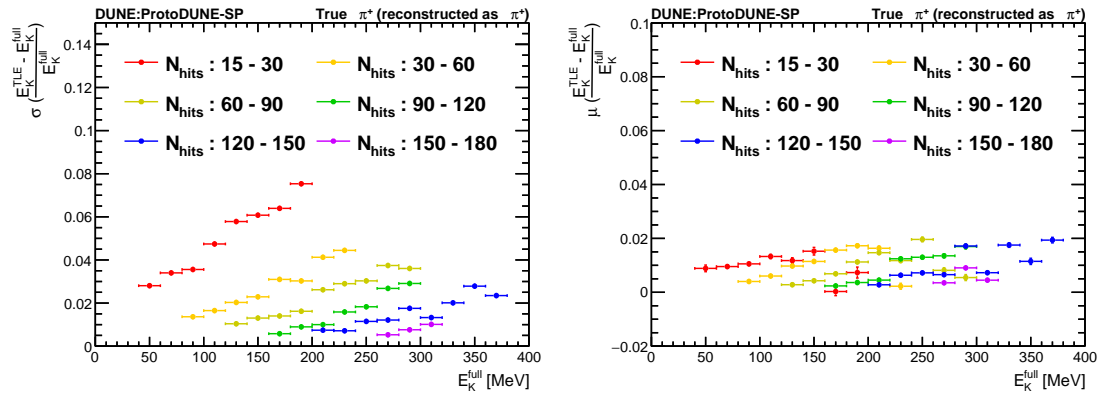 DUNE:ProtoDUNE-SP True π+ (reconstructed as π+)
σ (E_K^TLE - E_K^full / E_K^full)
0.14
0.12
0.1
0.08
0.06
0.04
0.02
0
N_hits : 15 - 30 N_hits : 30 - 60
N_hits : 60 - 90 N_hits : 90 - 120
N_hits : 120 - 150 N_hits : 150 - 180
0 50 100 150 200 250 300 350 400
E_K^full [MeV]
DUNE:ProtoDUNE-SP True π+ (reconstructed as π+)
μ (E_K^TLE - E_K^full / E_K^full)
0.1
0.08
0.06
0.04
0.02
0
−0.02
N_hits : 15 - 30 N_hits : 30 - 60
N_hits : 60 - 90 N_hits : 90 - 120
N_hits : 120 - 150 N_hits : 150 - 180
0 50 100 150 200 250 300 350 400
E_K^full [MeV]